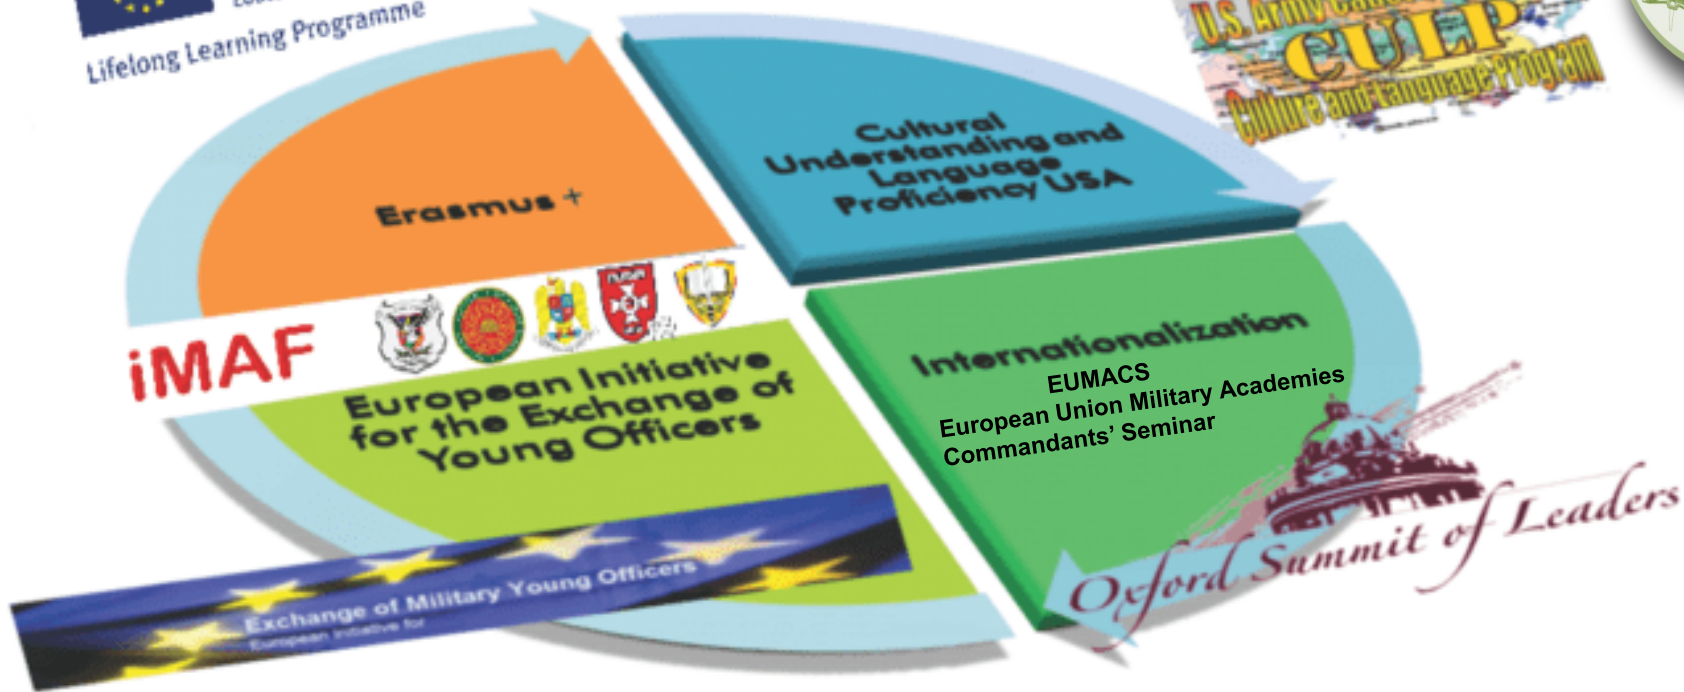 Lifelong Learning Programme
U.S. Army Cadet
CULP
Culture and Language Program
Erasmus +
Cultural
Understanding and
Language
Proficiency USA
iMAF
European Initiative
for the Exchange of
Young Officers
Internationalization
EUMACS
European Union Military Academies
Commandants' Seminar
Exchange of Military Young Officers
European Initiative for
Oxford Summit of Leaders